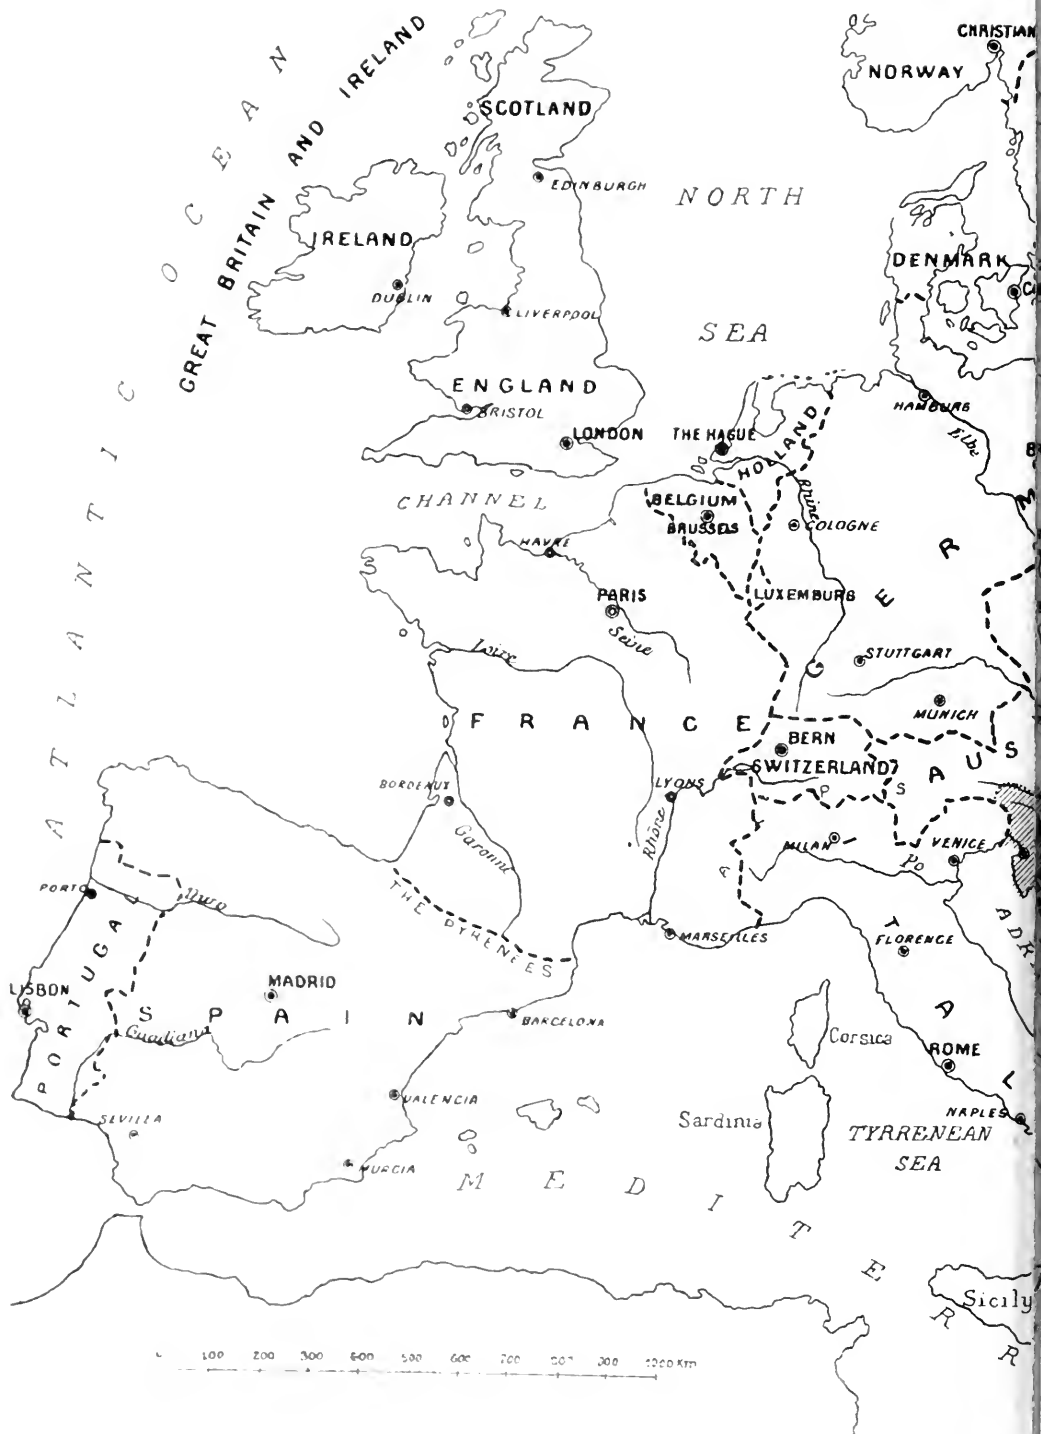 ATLANTIC OCEAN
GREAT BRITAIN AND IRELAND
SCOTLAND
EDINBURGH
NORTH
SEA
NORWAY
CHRISTIAN
IRELAND
DUBLIN
LIVERPOOL
DENMARK
ENGLAND
BRISTOL
LONDON
THE HAGUE
HOLLAND
HAMBURG
Elbe
CHANNEL
BELGIUM
BRUSSELS
Rhine
COLOGNE
HAVRE
PARIS
Seine
LUXEMBURG
GER
Loire
STUTTGART
MUNICH
FRANCE
BERN
SWITZERLAND
AUS
BORDEAUX
Garonne
LYONS
Rhône
ALPS
MILAN
Po
VENICE
ADR
PORTO
THE PYRENEES
MARSEILLES
FLORENCE
LISBON
PORTUGAL
MADRID
SPAIN
Guadiana
BARCELONA
Corsica
ITAL
ROME
SEVILLA
VALENCIA
MURCIA
Sardinia
NAPLES
TYRRENEAN
SEA
MEDITERR
Sicily
100 200 300 400 500 600 700 800 900 1000 Km